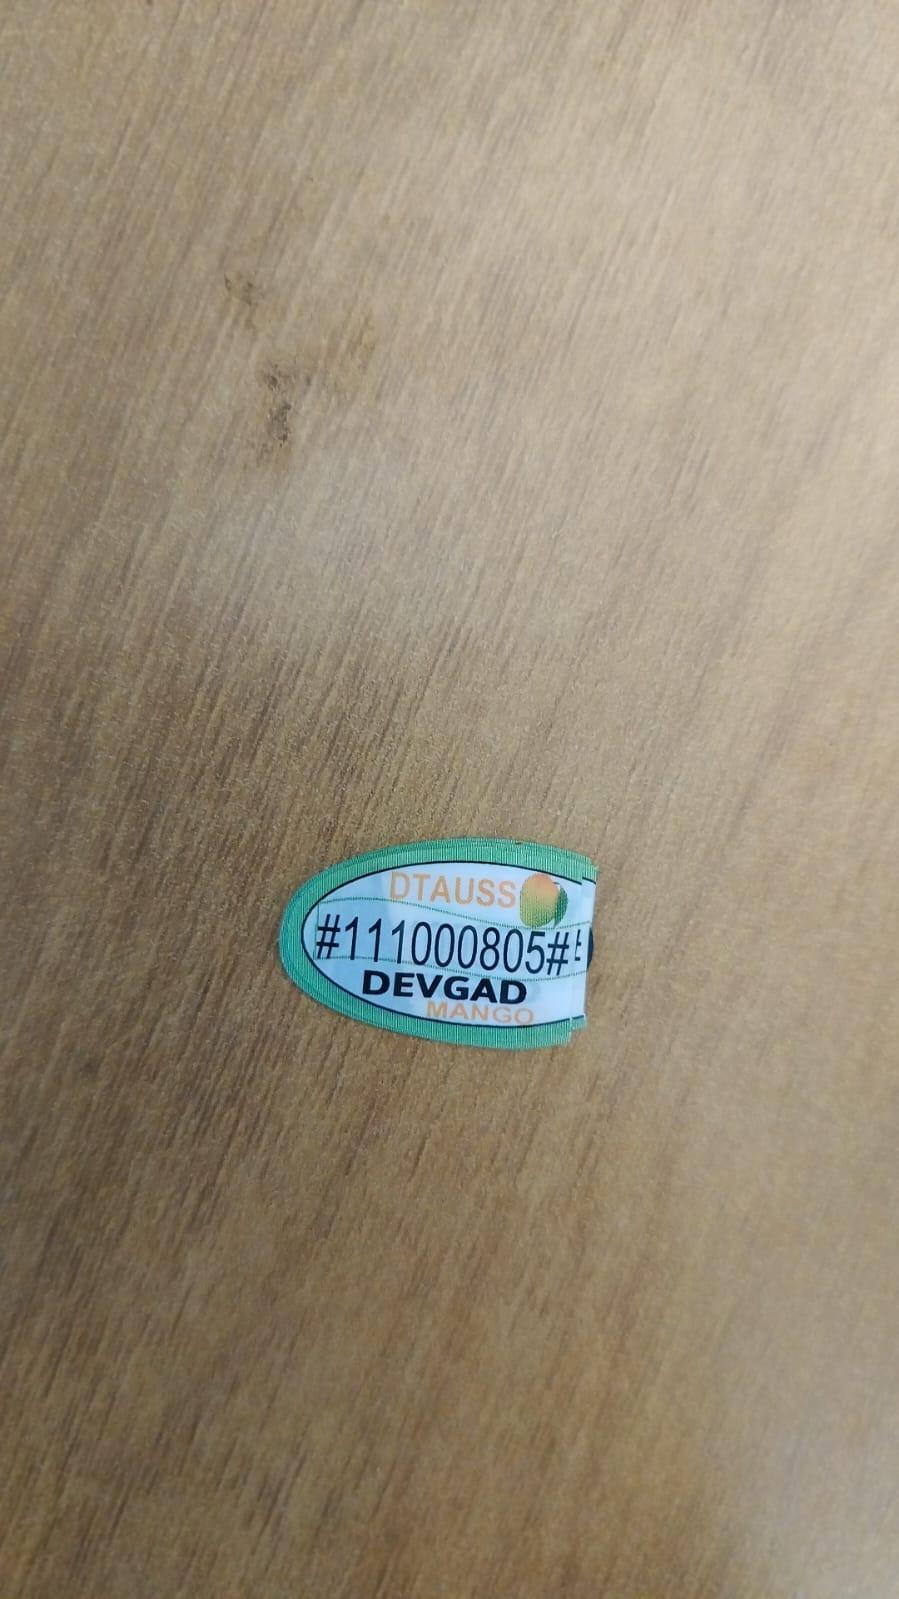 DTAUSS
#111000805#
DEVGAD
MANGO